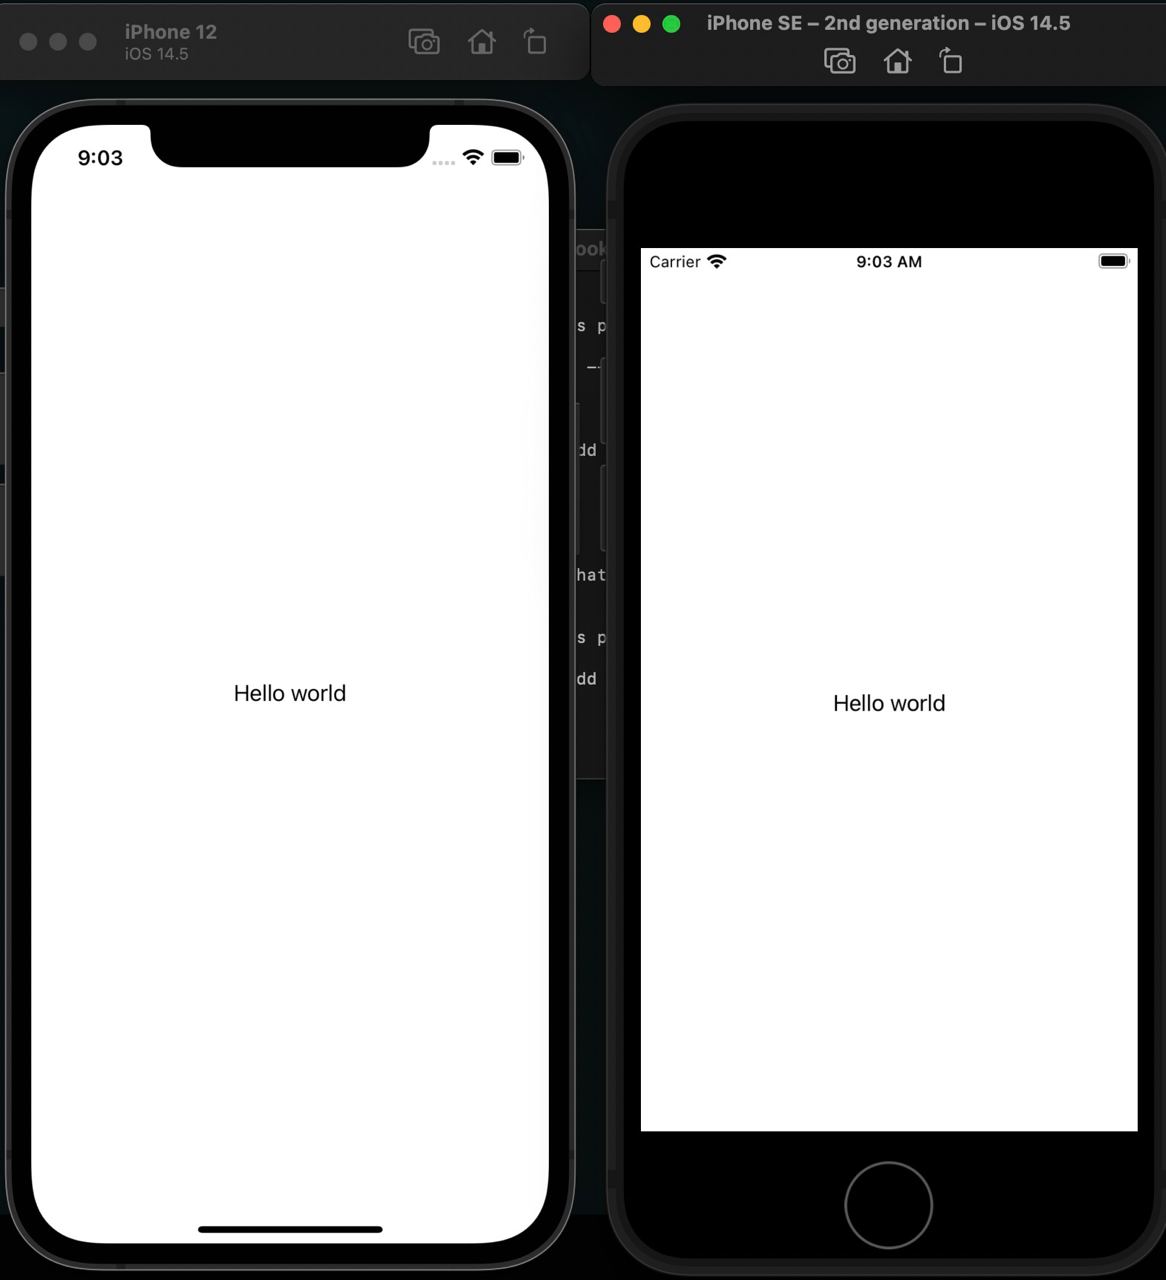 iPhone 12
iOS 14.5
iPhone SE – 2nd generation – iOS 14.5
9:03
Carrier
9:03 AM
ook
s p
dd
hat
s p
dd
Hello world
Hello world